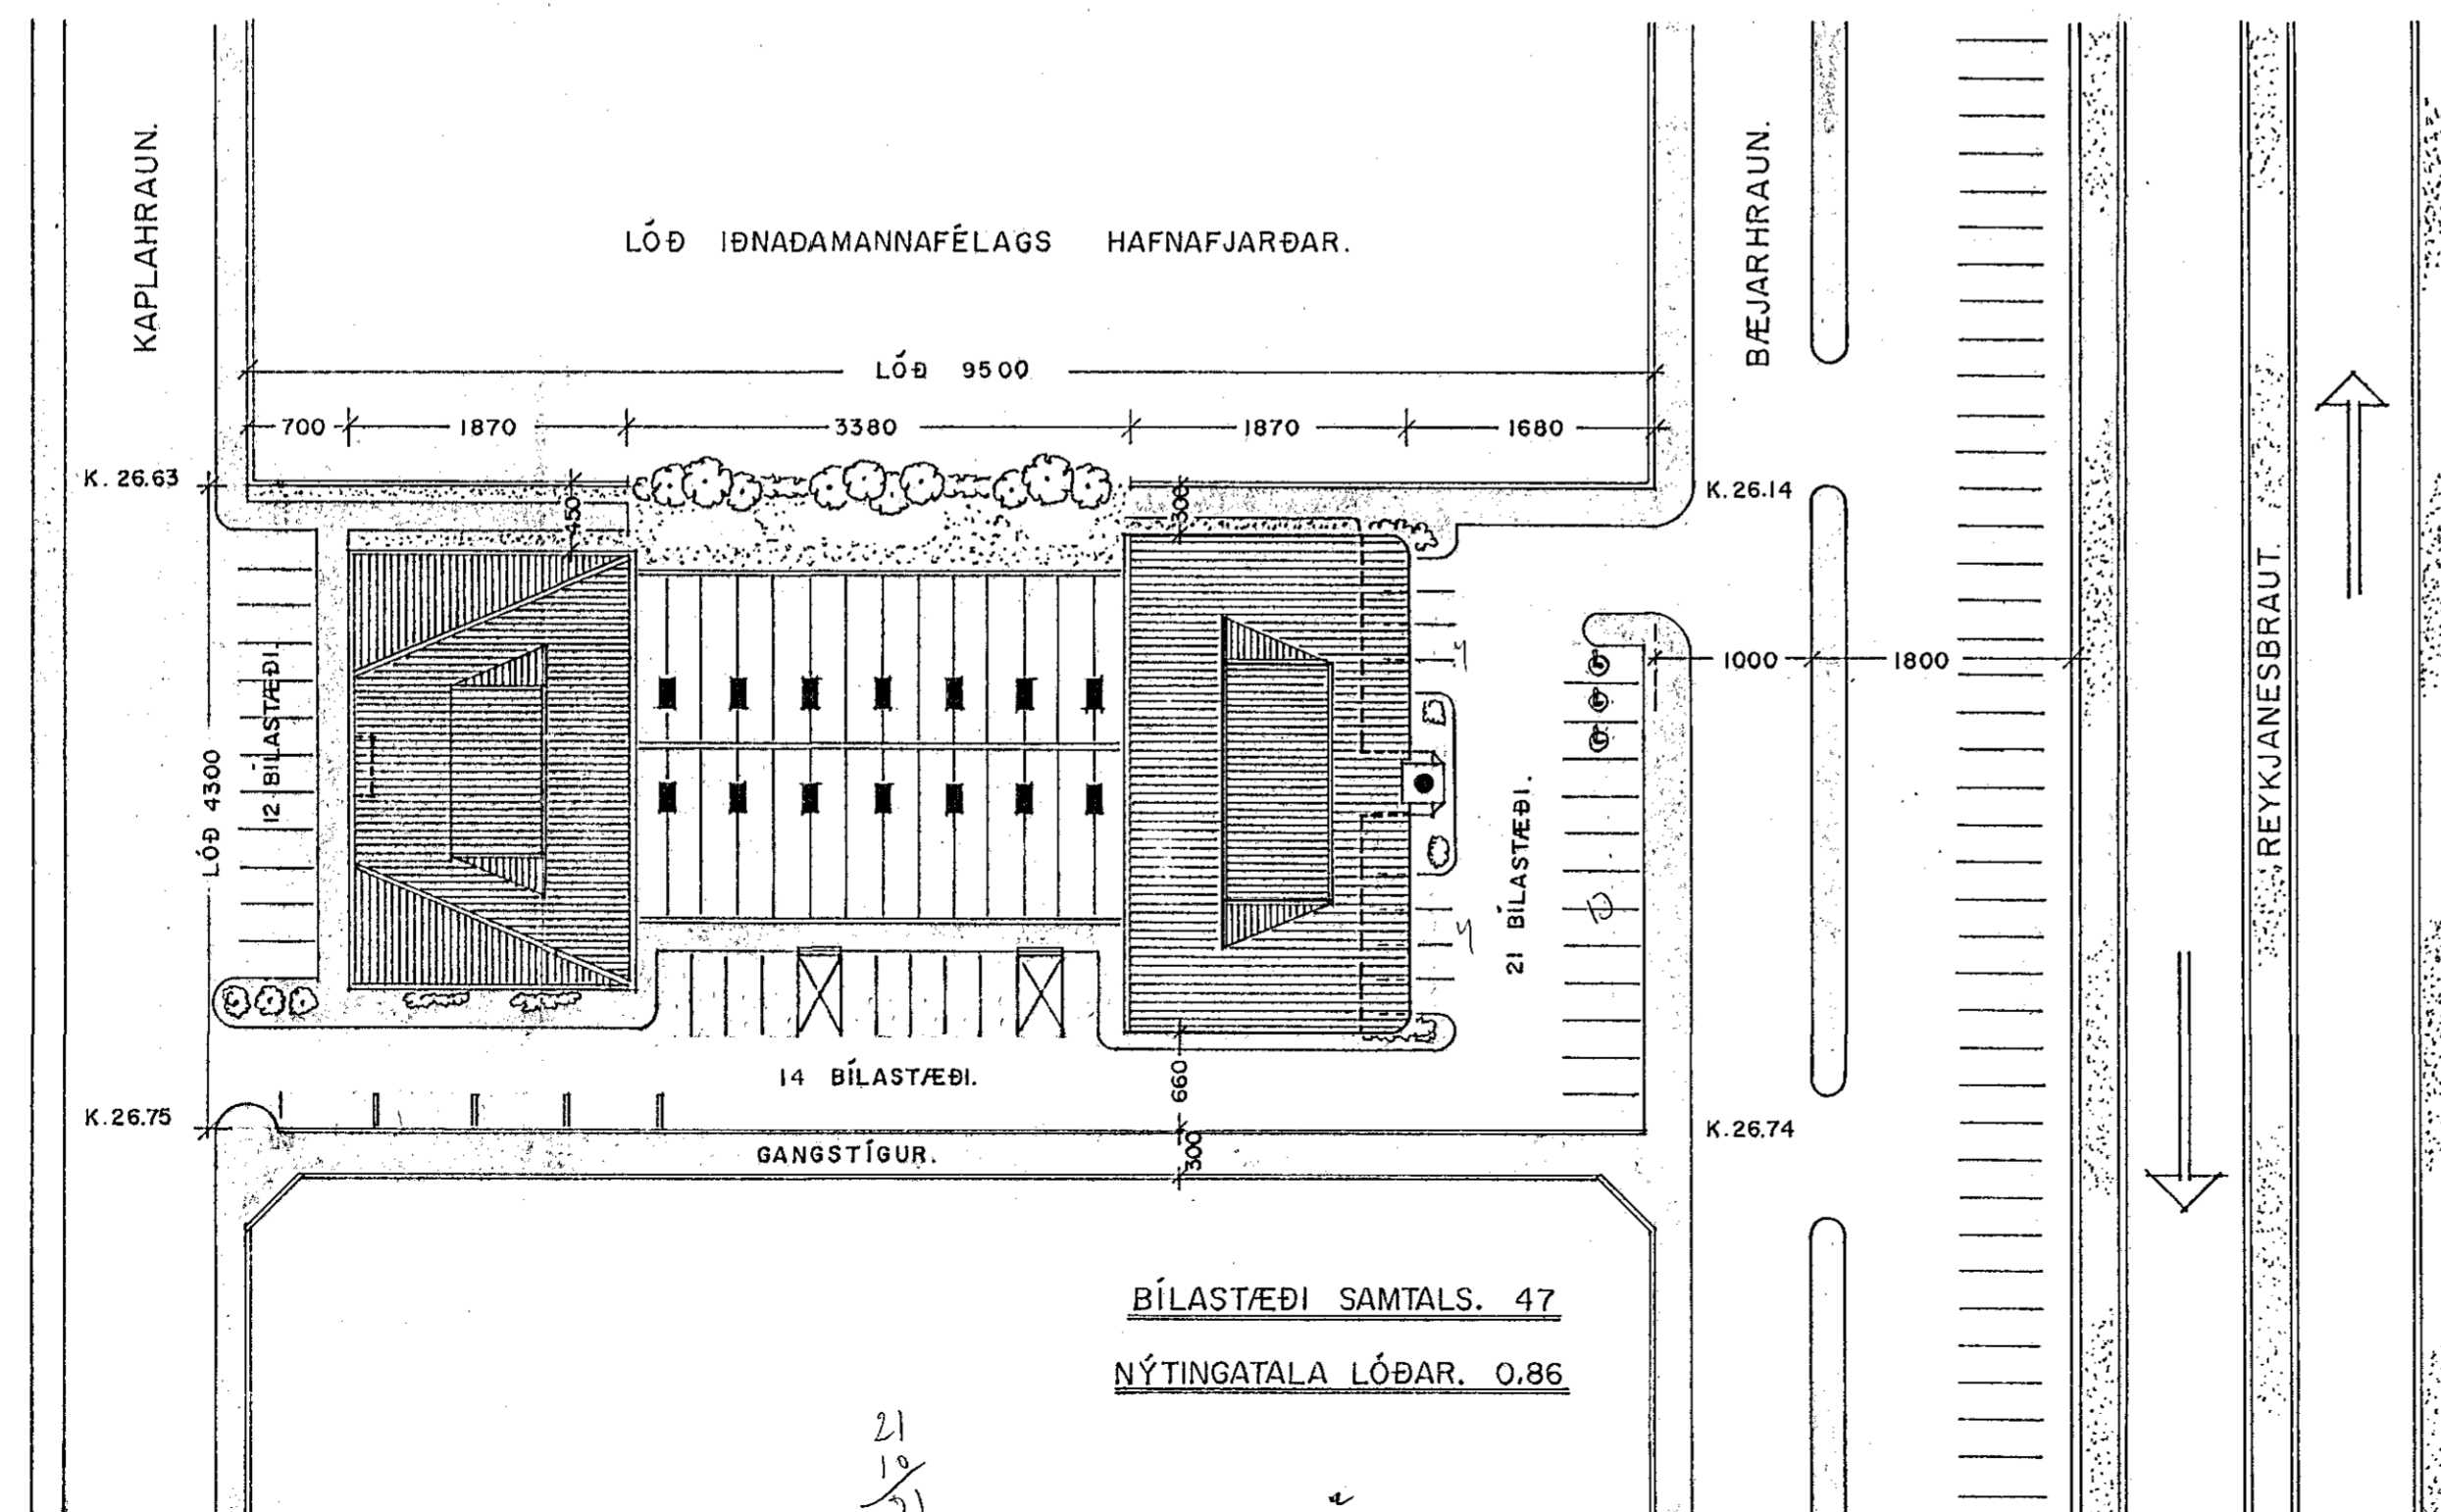 KAPLAHRAUN.
BÆJARHRAUN.
LÓÐ IÐNAÐAMANNAFÉLAGS HAFNAFJARÐAR.
LÓÐ 9500
700 1870 3380 1870 1680
K. 26.63
450
300
K. 26.14
REYKJANESBRAUT.
1000 1800
LÓÐ 4300
12 BÍLASTÆÐI.
21 BÍLASTÆÐI.
14 BÍLASTÆÐI.
660
K. 26.75
K. 26.74
GANGSTÍGUR.
300
BÍLASTÆÐI SAMTALS. 47
NÝTINGATALA LÓÐAR. 0.86
21
10